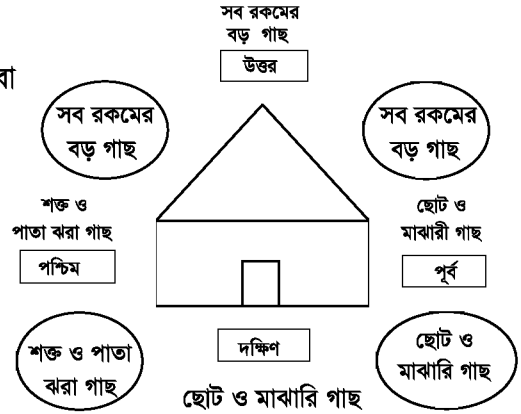 সব রকমের
বড় গাছ
উত্তর
বা
সব রকমের
বড় গাছ
সব রকমের
বড় গাছ
শক্ত ও
পাতা ঝরা গাছ
পশ্চিম
ছোট ও
মাঝারী গাছ
পূর্ব
শক্ত ও পাতা
ঝরা গাছ
দক্ষিণ
ছোট ও মাঝারি গাছ
ছোট ও
মাঝারি গাছ